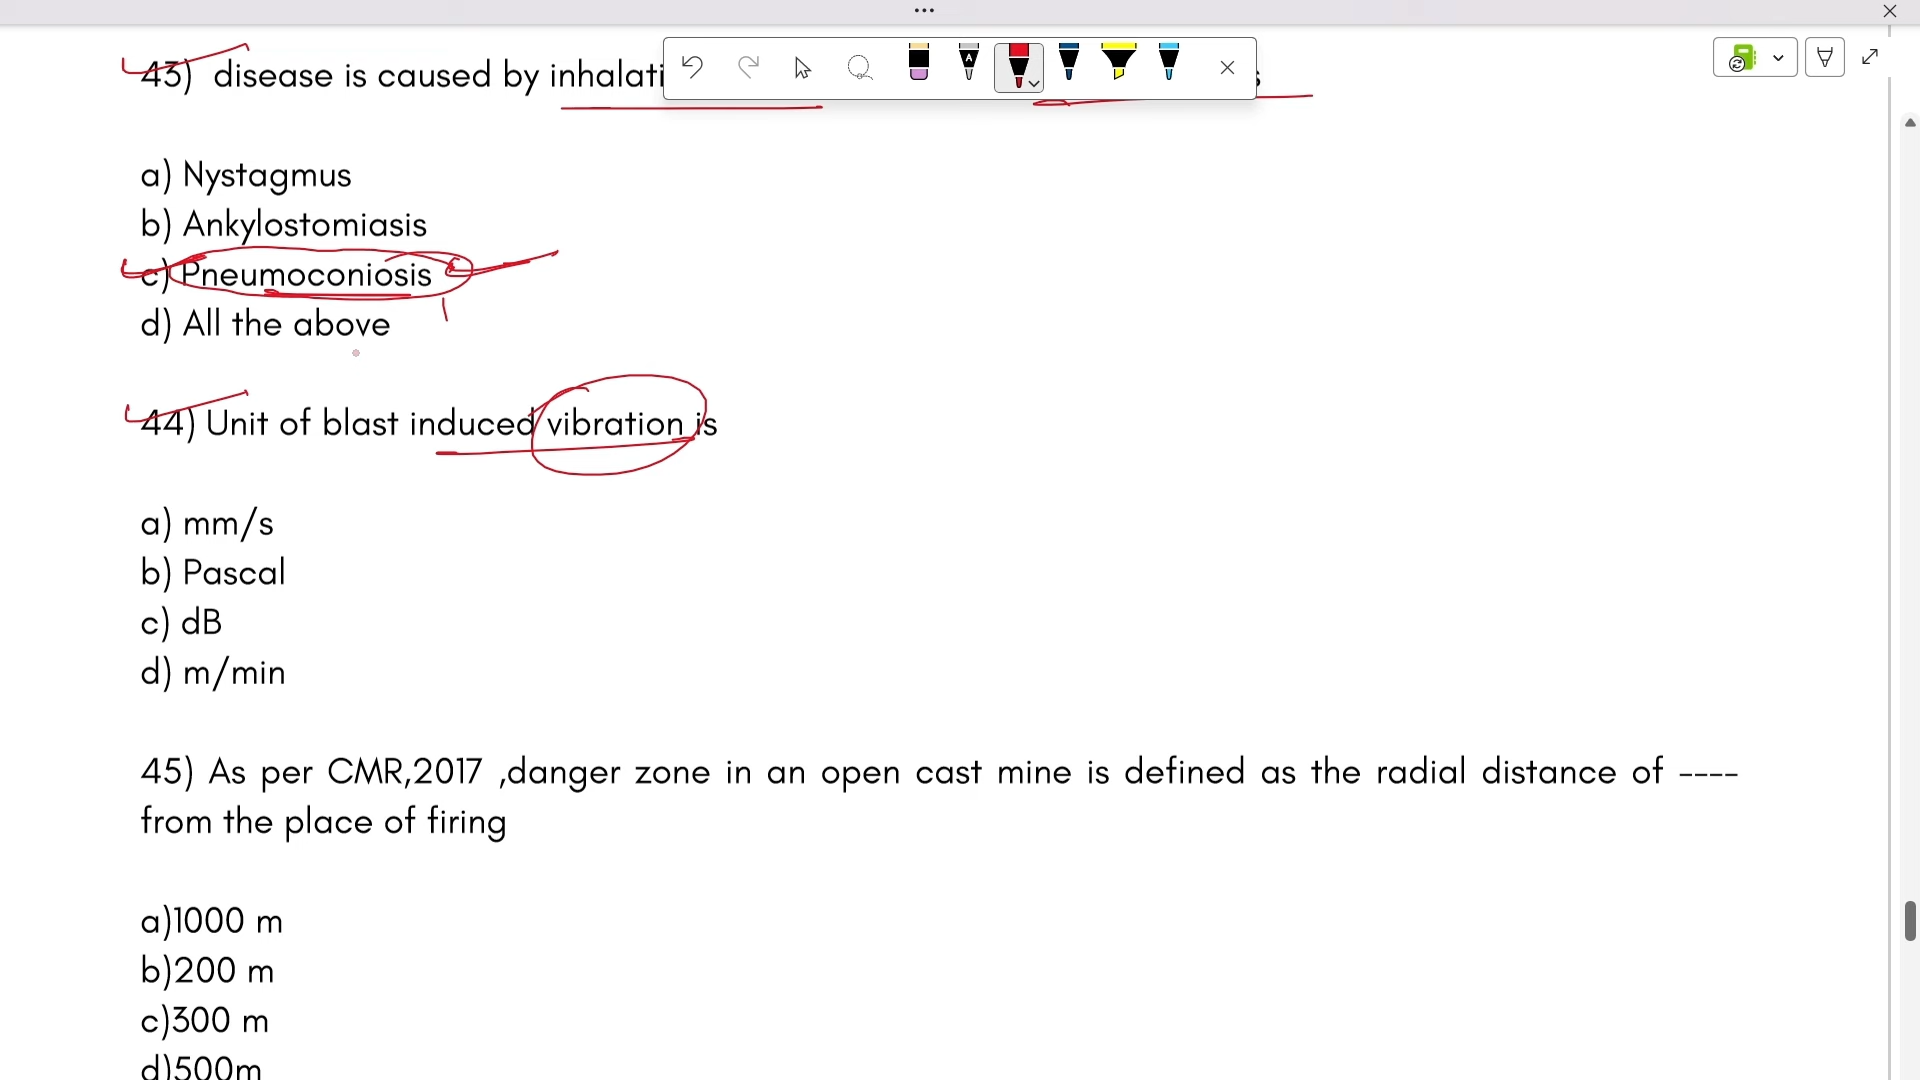 43) disease is caused by inhalati
a) Nystagmus
b) Ankylostomiasis
c) Pneumoconiosis
d) All the above
44) Unit of blast induced vibration is
a) mm/s
b) Pascal
c) dB
d) m/min
45) As per CMR,2017 ,danger zone in an open cast mine is defined as the radial distance of ----
from the place of firing
a)1000 m
b)200 m
c)300 m
d)500m